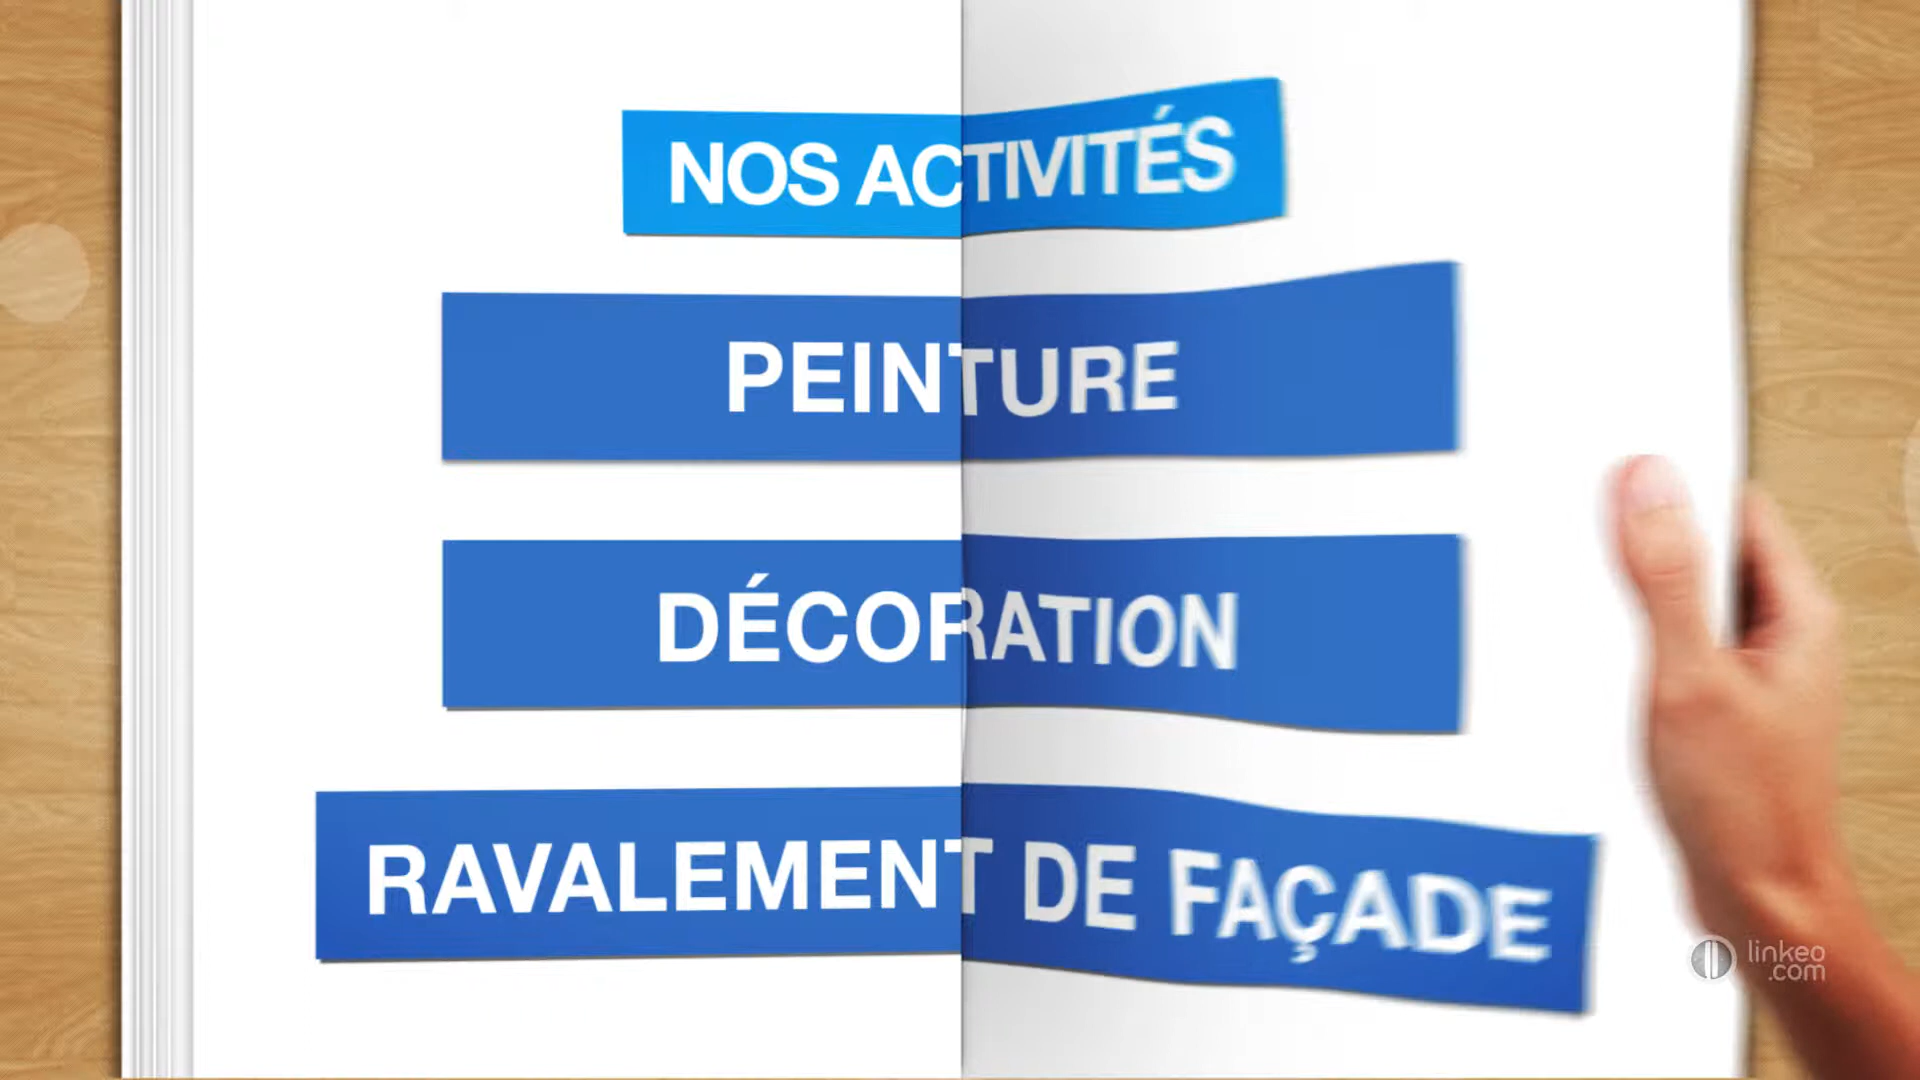 NOS ACTIVITÉS
PEINTURE
DÉCORATION
RAVALEMENT DE FAÇADE
linkeo
.com